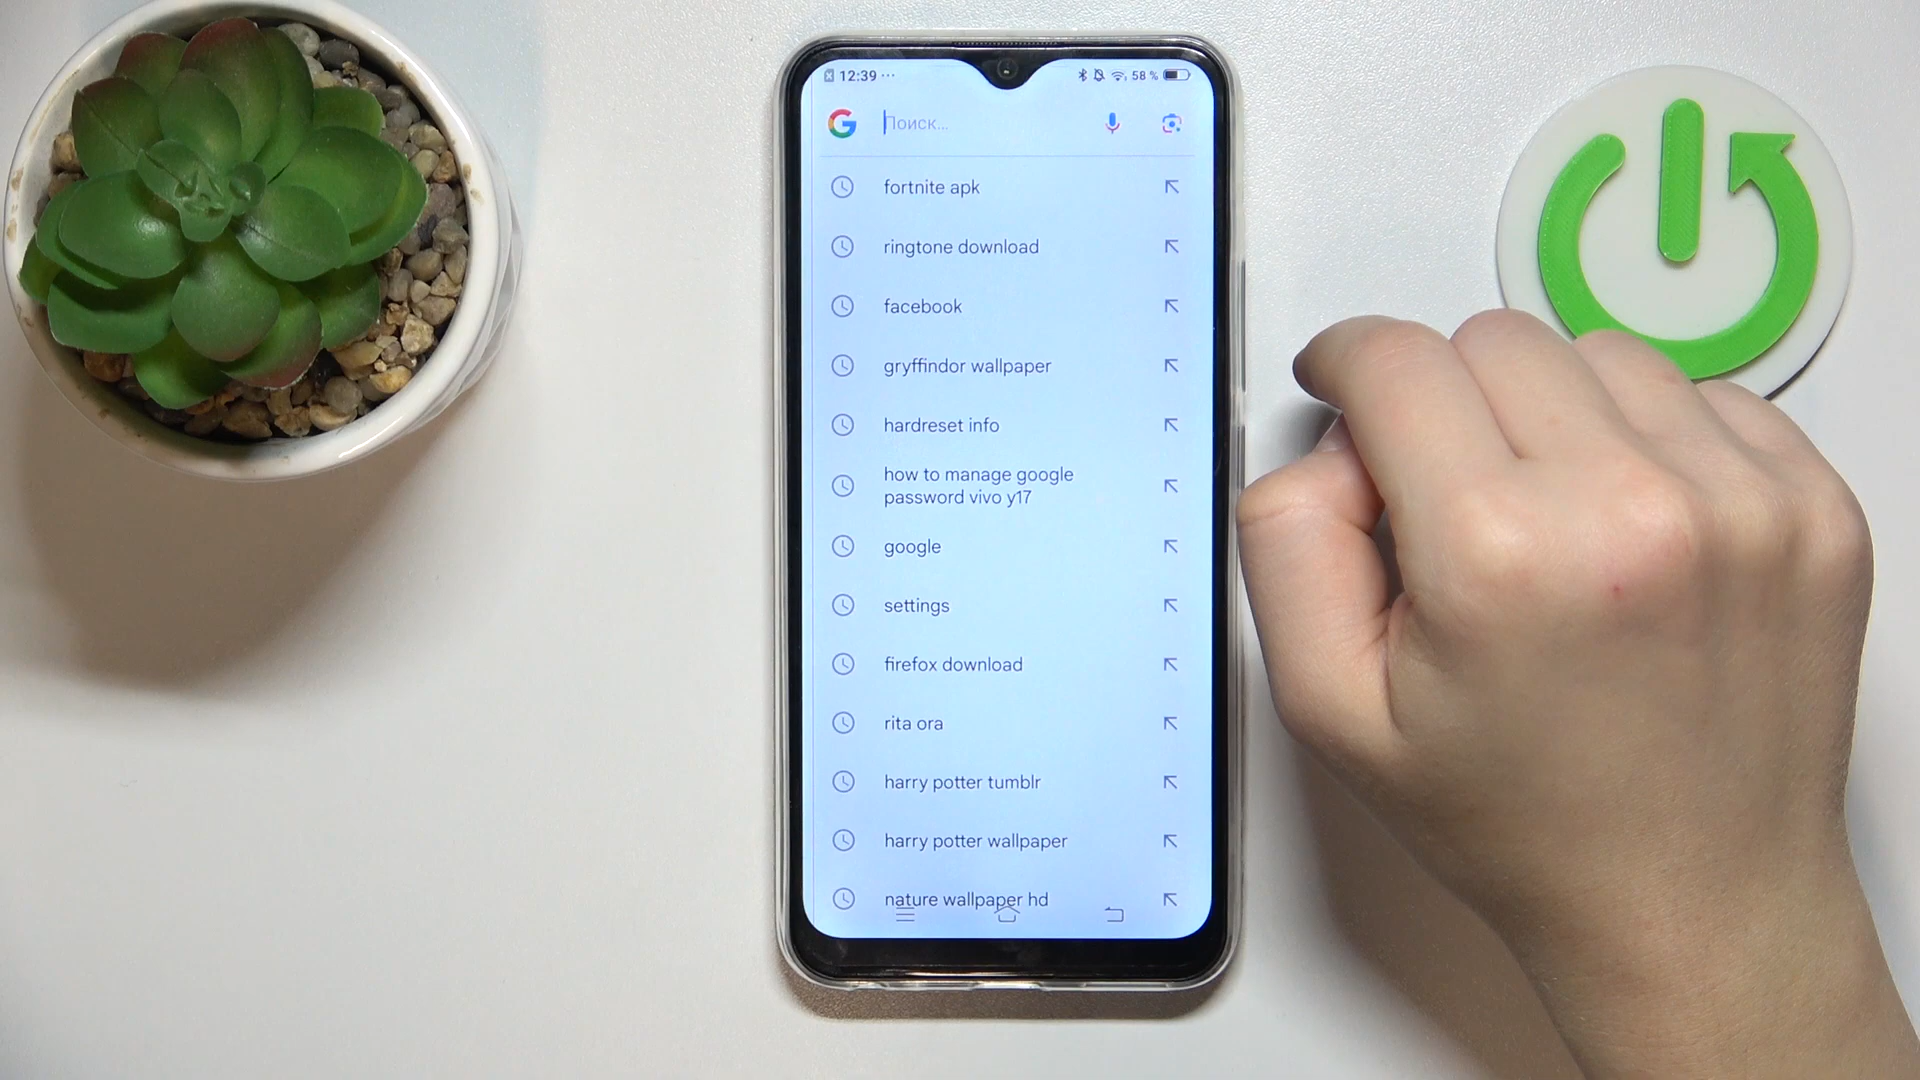 12:39 ... 58 %
Поиск...
fortnite apk
ringtone download
facebook
gryffindor wallpaper
hardreset info
how to manage google
password vivo y17
google
settings
firefox download
rita ora
harry potter tumblr
harry potter wallpaper
nature wallpaper hd